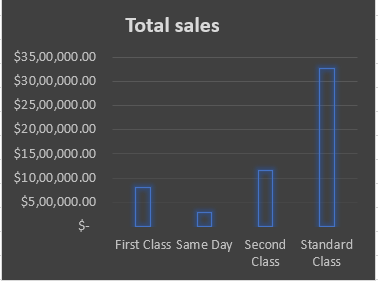 Total sales
$35,00,000.00
$30,00,000.00
$25,00,000.00
$20,00,000.00
$15,00,000.00
$10,00,000.00
$5,00,000.00
$-
First Class Same Day Second Standard
Class Class